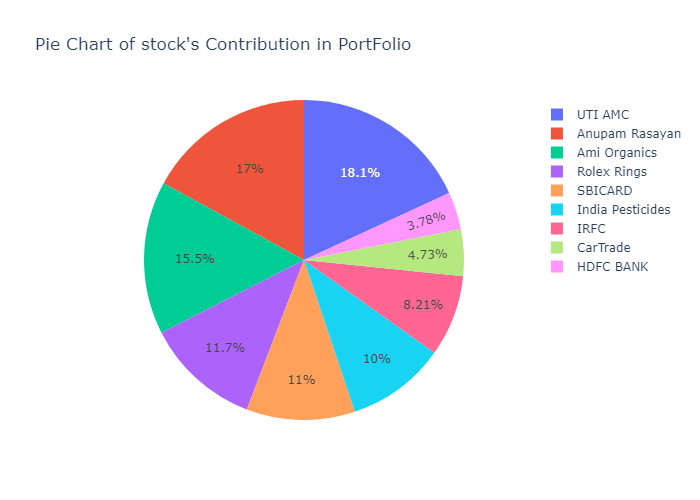 Pie Chart of stock's Contribution in PortFolio
18.1%
3.78%
4.73%
8.21%
10%
11%
11.7%
15.5%
17%
UTI AMC
Anupam Rasayan
Ami Organics
Rolex Rings
SBICARD
India Pesticides
IRFC
CarTrade
HDFC BANK